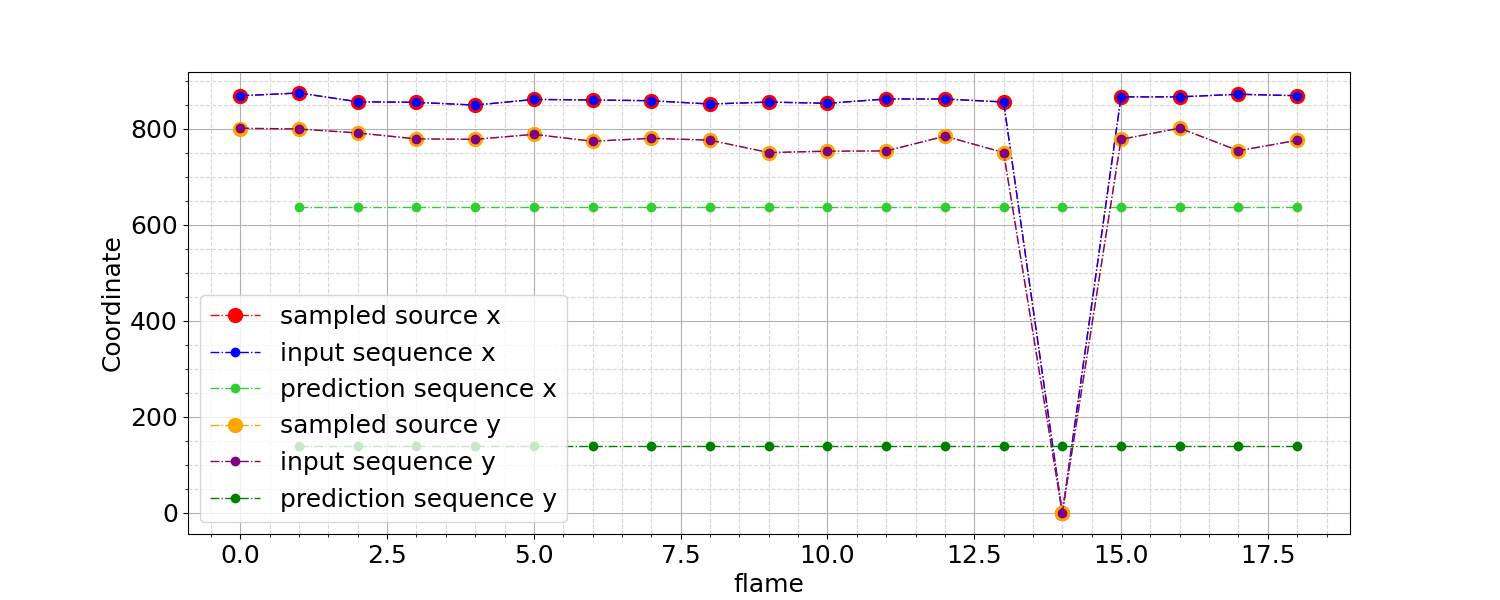 800
600
400
200
0
Coordinate
sampled source x
input sequence x
prediction sequence x
sampled source y
input sequence y
prediction sequence y
0.0 2.5 5.0 7.5 10.0 12.5 15.0 17.5
flame